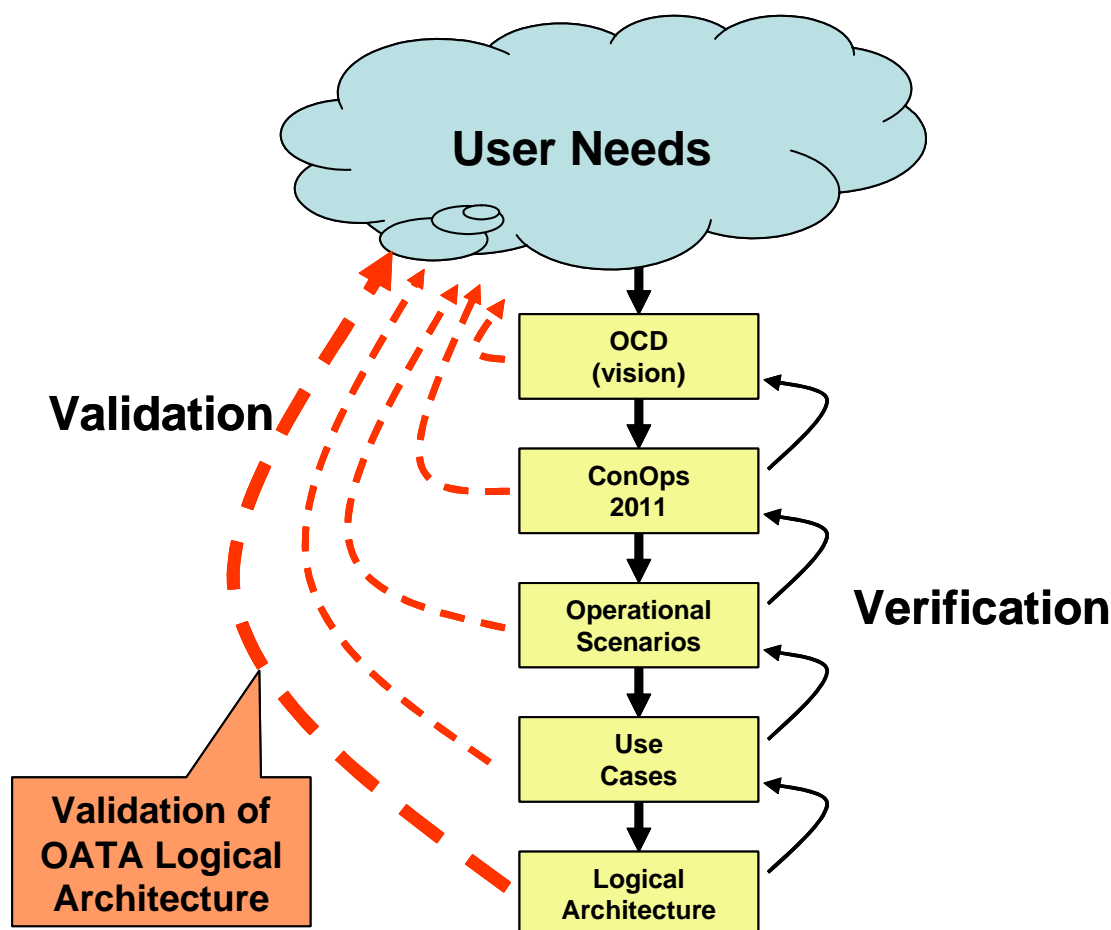 User Needs
OCD
(vision)
Validation
ConOps
2011
Operational
Scenarios
Verification
Use
Cases
Validation of
OATA Logical
Architecture
Logical
Architecture